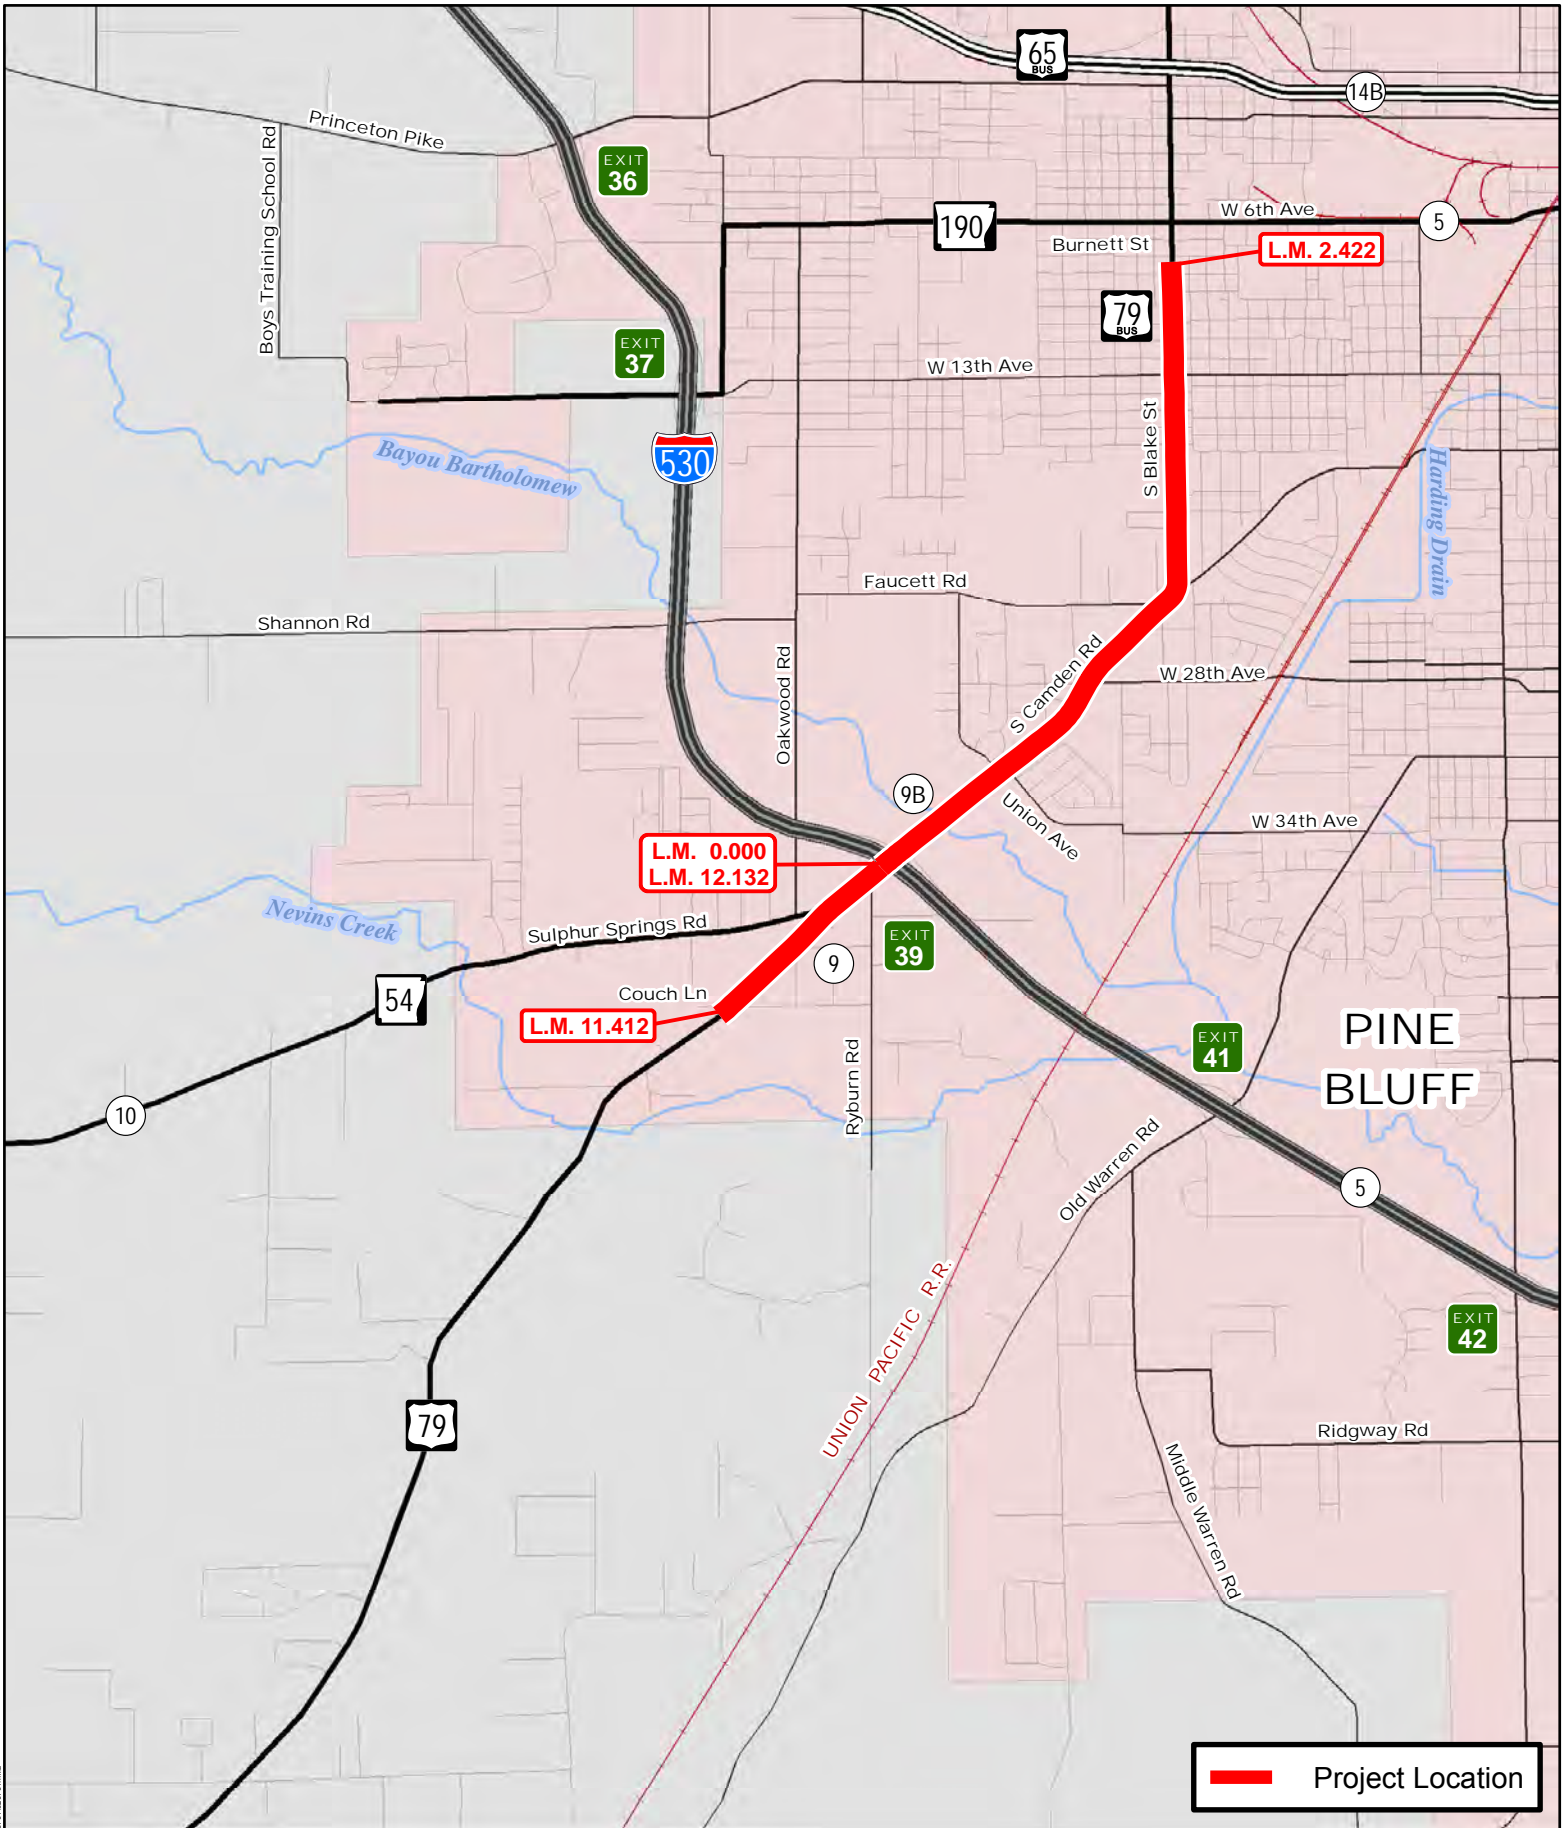 65
BUS
14B
Princeton Pike
Boys Training School Rd
EXIT
36
190
W 6th Ave
5
Burnett St
L.M. 2.422
79
BUS
EXIT
37
W 13th Ave
S Blake St
530
Bayou Bartholomew
Harding Drain
Faucett Rd
Shannon Rd
Oakwood Rd
S Camden Rd
W 28th Ave
9B
Union Ave
W 34th Ave
L.M. 0.000
L.M. 12.132
Nevins Creek
Sulphur Springs Rd
EXIT
39
9
54
Couch Ln
L.M. 11.412
Ryburn Rd
EXIT
41
PINE
BLUFF
10
Old Warren Rd
5
UNION PACIFIC R.R.
EXIT
42
79
Ridgway Rd
Middle Warren Rd
Project Location